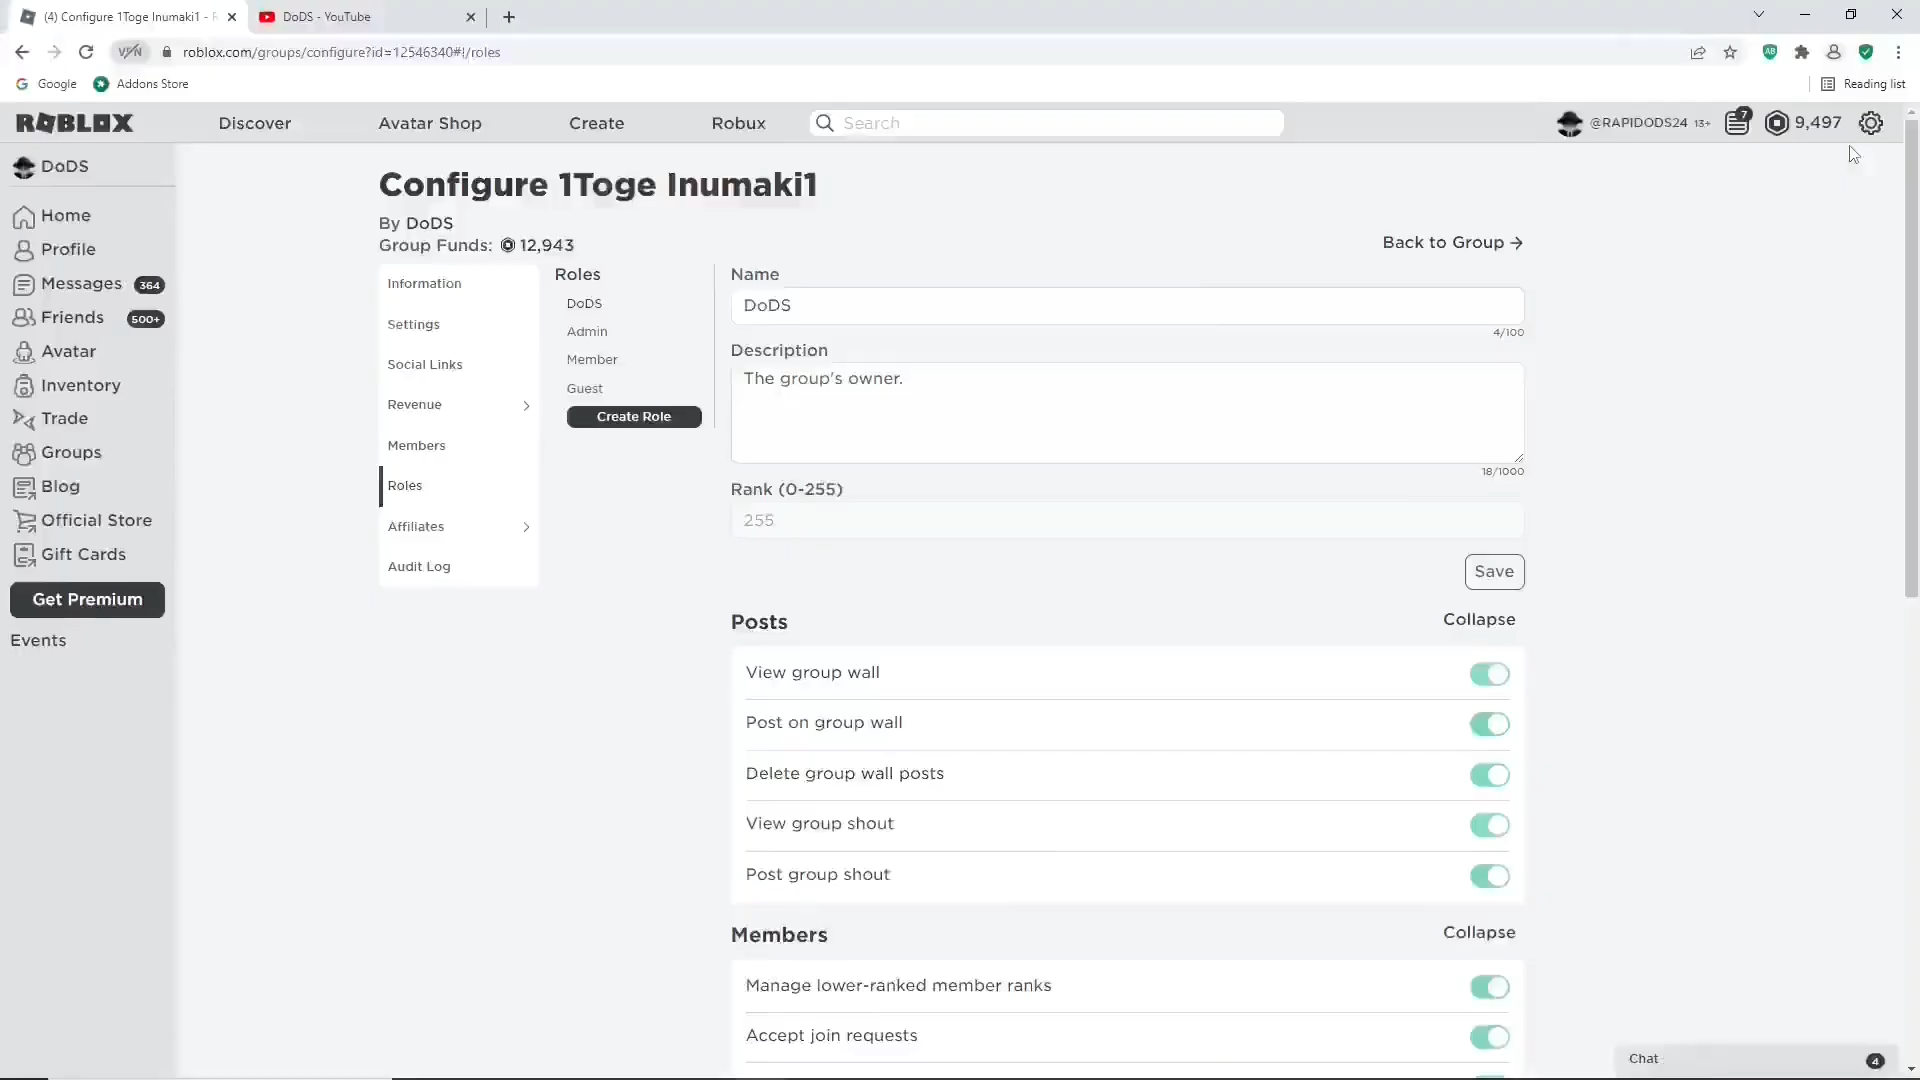 (4) Configure 1Toge Inumaki1 -
DoDS - YouTube
VPN
roblox.com/groups/configure?id=12546340#!/roles
Google
Addons Store
Reading list
ROBLOX
Discover
Avatar Shop
Create
Robux
Search
@RAPIDODS24 13+
7
9,497
DoDS
Home
Profile
Messages 364
Friends 500+
Avatar
Inventory
Trade
Groups
Blog
Official Store
Gift Cards
Get Premium
Events
Configure 1Toge Inumaki1
By DoDS
Group Funds: 12,943
Back to Group →
Information
Settings
Social Links
Revenue
Members
Roles
Affiliates
Audit Log
Roles
DoDS
Admin
Member
Guest
Create Role
Name
DoDS
4/100
Description
The group's owner.
18/1000
Rank (0-255)
255
Save
Posts
Collapse
View group wall
Post on group wall
Delete group wall posts
View group shout
Post group shout
Members
Collapse
Manage lower-ranked member ranks
Accept join requests
Chat
4